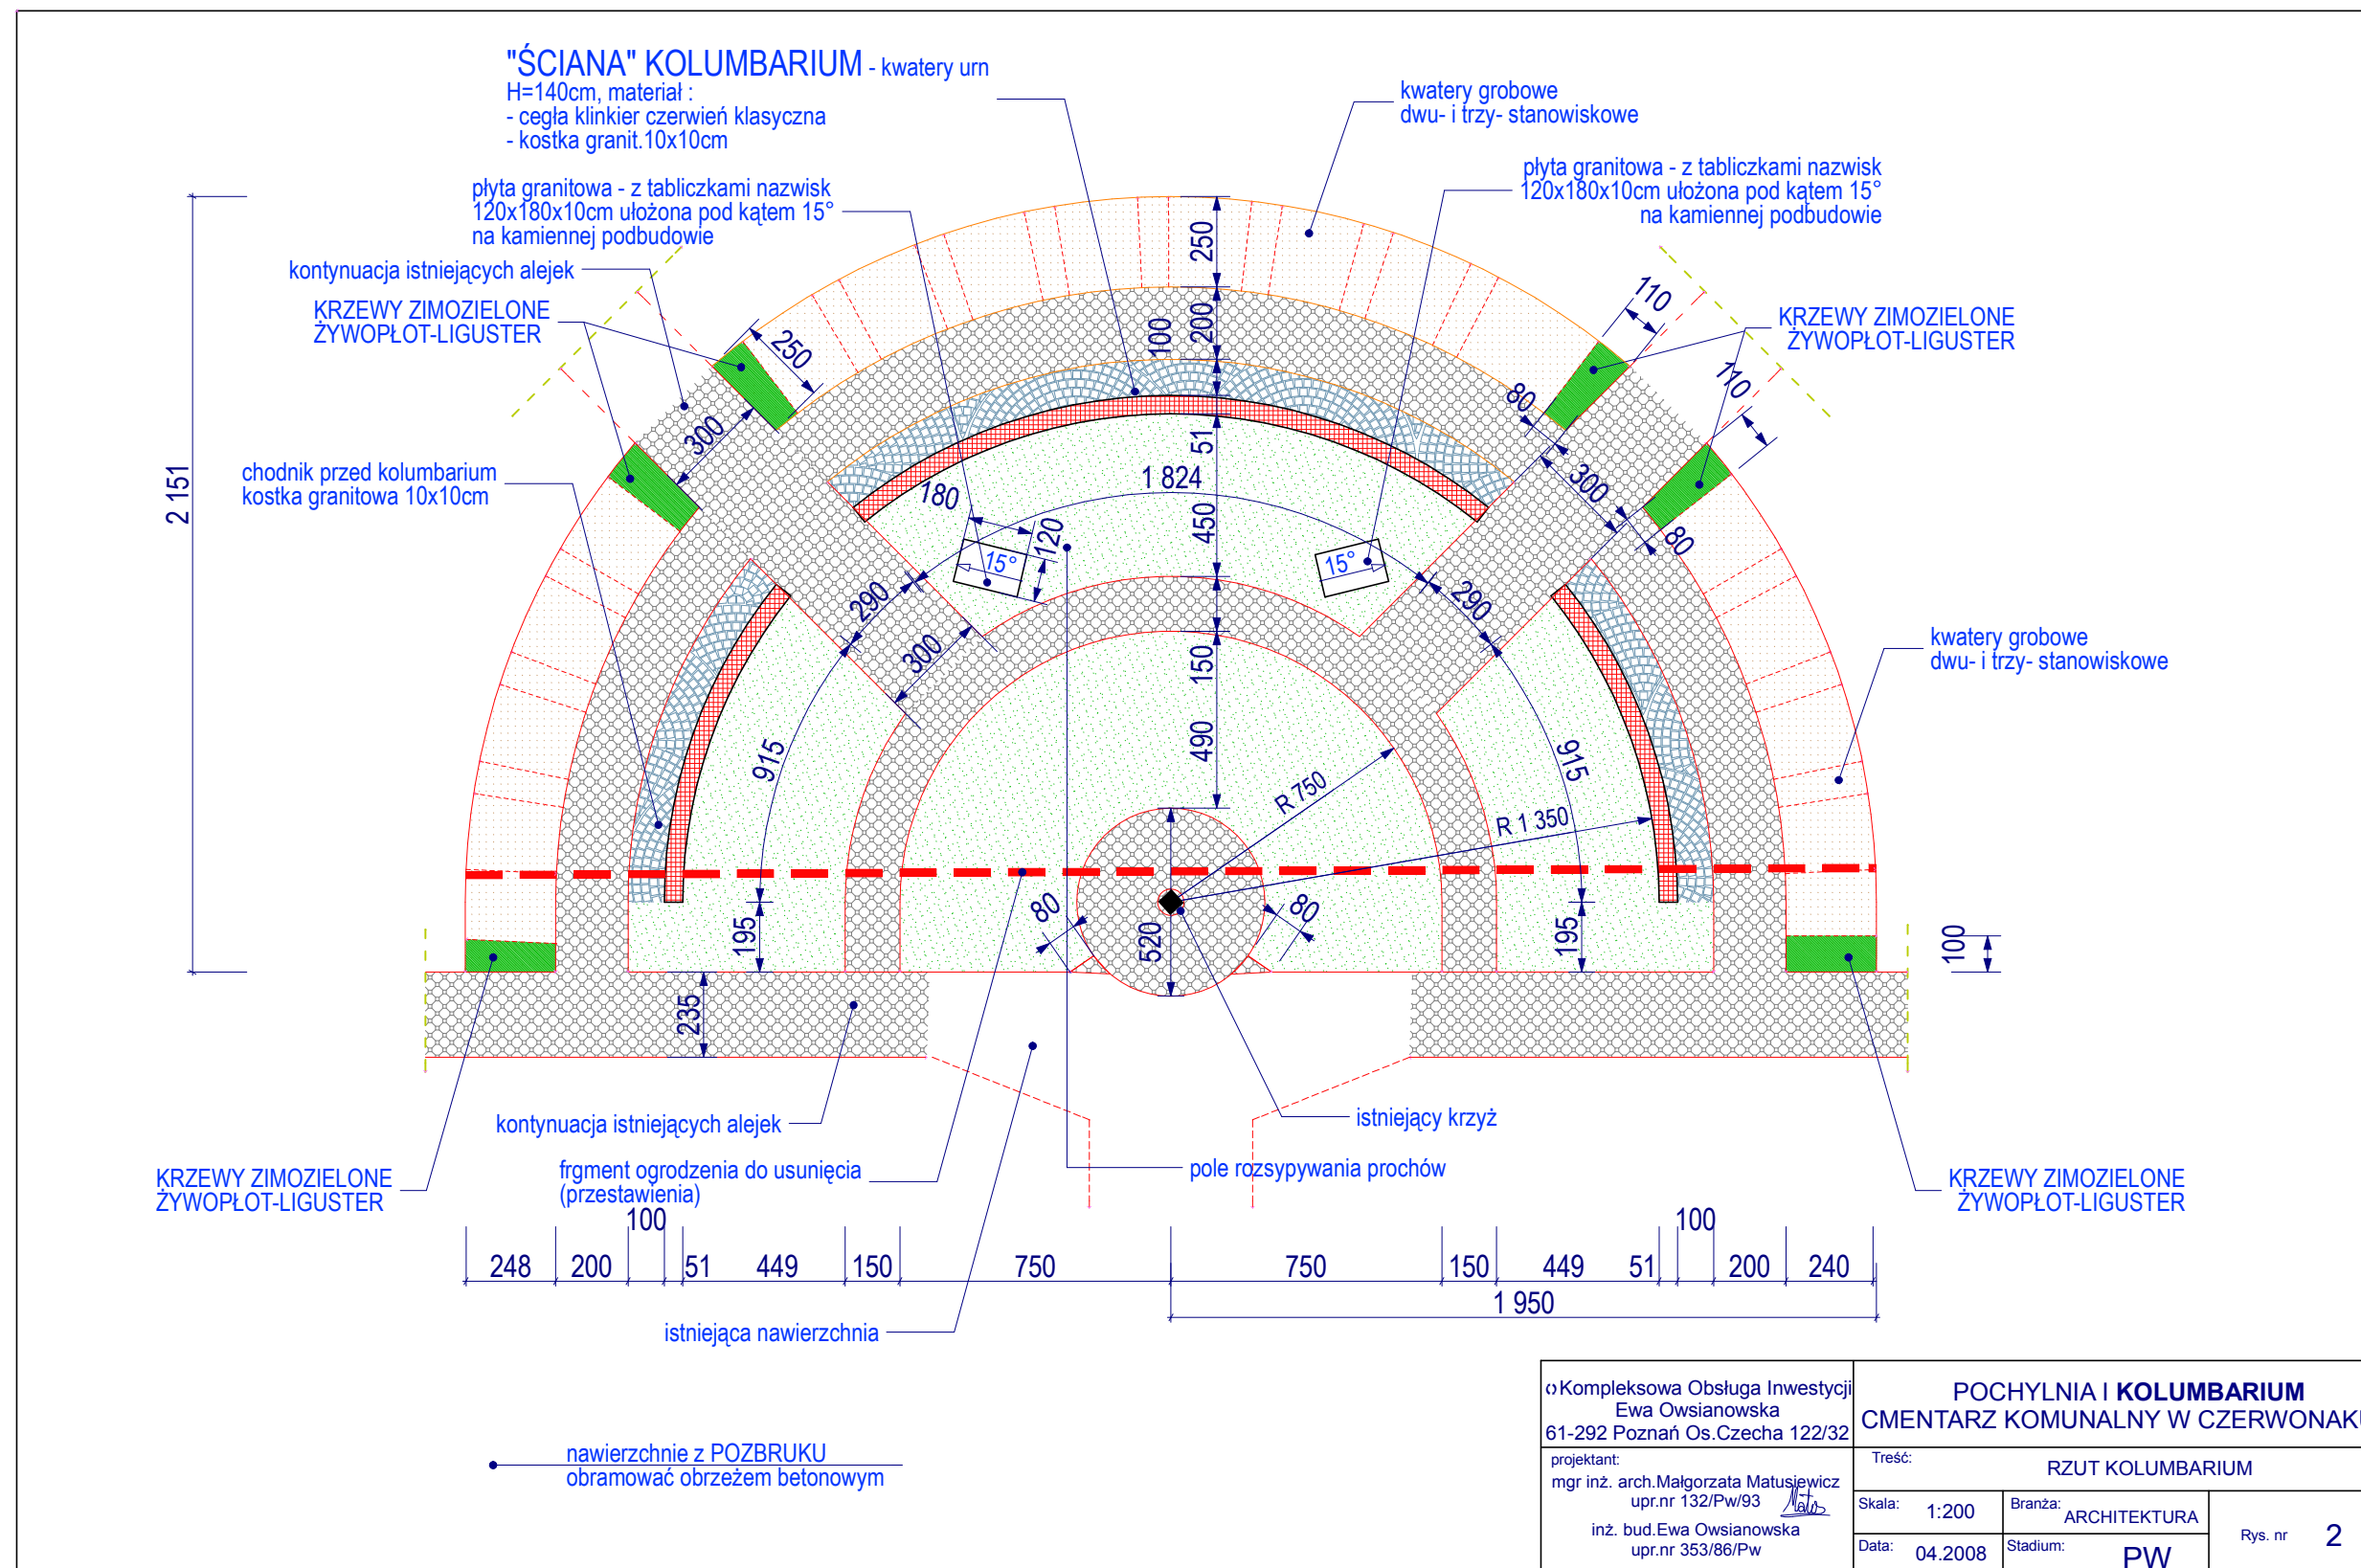 "ŚCIANA" KOLUMBARIUM - kwatery urn
H=140cm, materiał :
- cegła klinkier czerwień klasyczna
- kostka granit.10x10cm
kwatery grobowe
dwu- i trzy- stanowiskowe
płyta granitowa - z tabliczkami nazwisk
120x180x10cm ułożona pod kątem 15°
na kamiennej podbudowie
płyta granitowa - z tabliczkami nazwisk
120x180x10cm ułożona pod kątem 15°
na kamiennej podbudowie
kontynuacja istniejących alejek
KRZEWY ZIMOZIELONE
ŻYWOPŁOT-LIGUSTER
KRZEWY ZIMOZIELONE
ŻYWOPŁOT-LIGUSTER
chodnik przed kolumbarium
kostka granitowa 10x10cm
2 151
250
200
100
51
450
150
490
520
250
300
110
110
80
300
80
180
120
15°
1 824
15°
290
300
290
915
915
R 750
R 1 350
kwatery grobowe
dwu- i trzy- stanowiskowe
195
80
80
195
100
235
kontynuacja istniejących alejek
istniejący krzyż
frgment ogrodzenia do usunięcia
(przestawienia)
pole rozsypywania prochów
KRZEWY ZIMOZIELONE
ŻYWOPŁOT-LIGUSTER
KRZEWY ZIMOZIELONE
ŻYWOPŁOT-LIGUSTER
100
100
248 200 51 449 150 750 750 150 449 51 200 240
1 950
istniejąca nawierzchnia
nawierzchnie z POZBRUKU
obramować obrzeżem betonowym
Kompleksowa Obsługa Inwestycji
Ewa Owsianowska
61-292 Poznań Os.Czecha 122/32
POCHYLNIA I KOLUMBARIUM
CMENTARZ KOMUNALNY W CZERWONAKU
projektant:
mgr inż. arch.Małgorzata Matusiewicz
upr.nr 132/Pw/93
inż. bud.Ewa Owsianowska
upr.nr 353/86/Pw
Treść:
RZUT KOLUMBARIUM
Skala: 1:200
Branża: ARCHITEKTURA
Data: 04.2008
Stadium: PW
Rys. nr 2